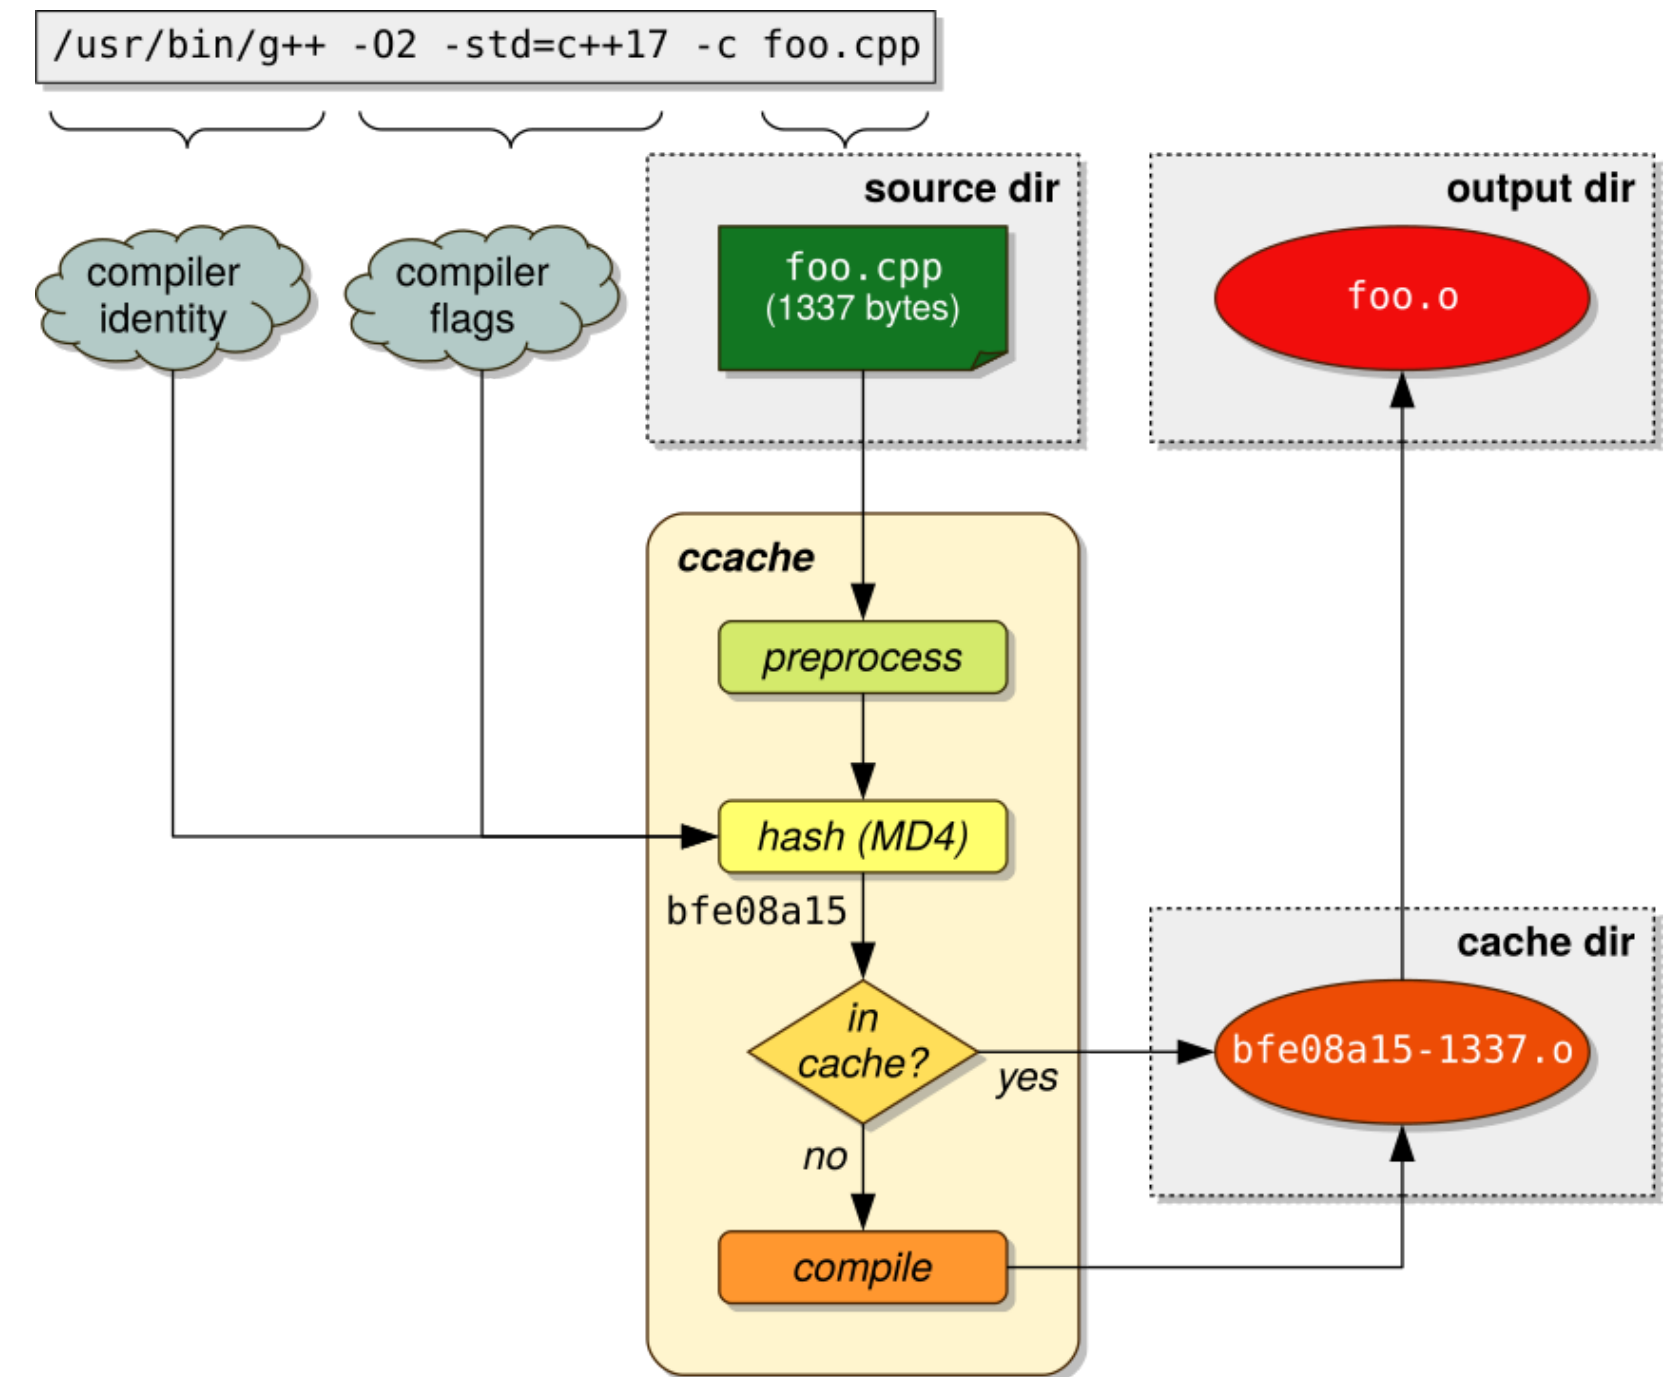 /usr/bin/g++ -O2 -std=c++17 -c foo.cpp
source dir
output dir
compiler
identity
compiler
flags
foo.cpp
(1337 bytes)
foo.o
ccache
preprocess
hash (MD4)
bfe08a15
cache dir
in
cache?
yes
bfe08a15-1337.o
no
compile